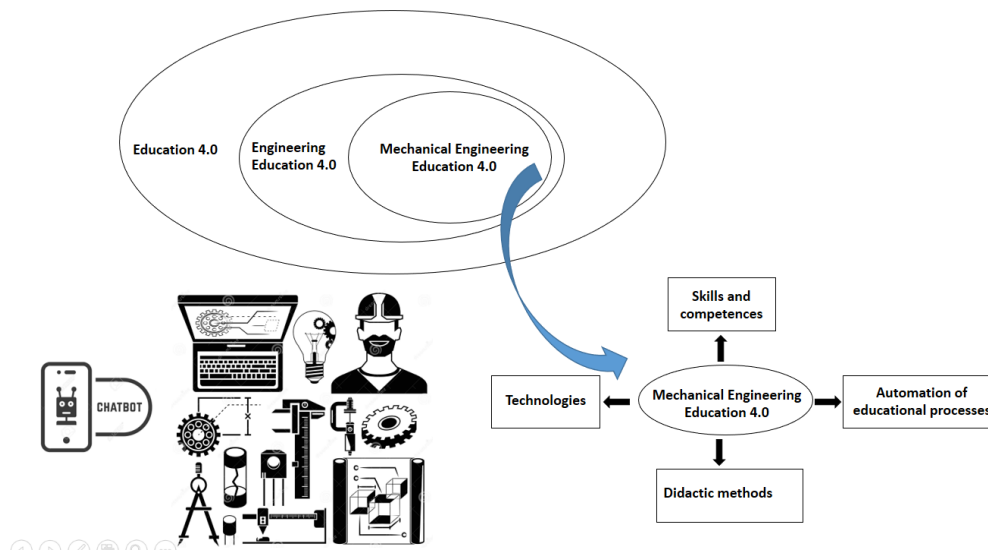 Education 4.0
Engineering
Education 4.0
Mechanical Engineering
Education 4.0
Skills and
competences
CHATBOT
Technologies
Mechanical Engineering
Education 4.0
Automation of
educational processes
Didactic methods